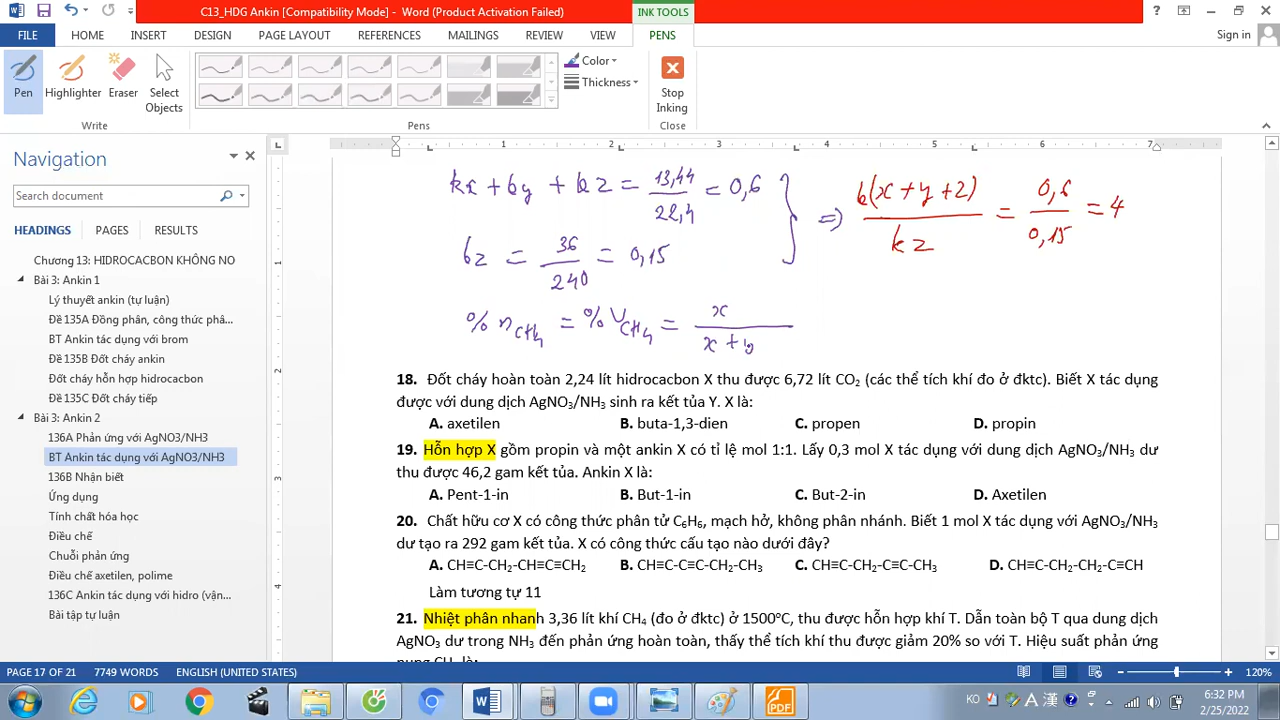 C13_HDG Ankin [Compatibility Mode] - Word (Product Activation Failed)
INK TOOLS
FILE HOME INSERT DESIGN PAGE LAYOUT REFERENCES MAILINGS REVIEW VIEW PENS
Sign in
Pen
Highlighter
Eraser
Select Objects
Color
Thickness
Stop Inking
Write
Pens
Close
Navigation
Search document
HEADINGS PAGES RESULTS
Chương 13: HIDROCACBON KHÔNG NO
Bài 3: Ankin 1
Lý thuyết ankin (tự luận)
Đề 135A Đồng phân, công thức phâ...
BT Ankin tác dụng với brom
Đề 135B Đốt cháy ankin
Đốt cháy hỗn hợp hidrocacbon
Đề 135C Đốt cháy tiếp
Bài 3: Ankin 2
136A Phản ứng với AgNO3/NH3
BT Ankin tác dụng với AgNO3/NH3
136B Nhận biết
Ứng dụng
Tính chất hóa học
Điều chế
Chuỗi phản ứng
Điều chế axetilen, polime
136C Ankin tác dụng với hidro (vận...
Bài tập tự luận
1 2 3 4 5 6 7
kx + ky + kz = 13,44 / 22,4 = 0,6
kz = 36 / 240 = 0,15
⇒ k(x + y + z) / kz = 0,6 / 0,15 = 4
% nCH4 = % VCH4 = x / x + y
18. Đốt cháy hoàn toàn 2,24 lít hidrocacbon X thu được 6,72 lít CO₂ (các thể tích khí đo ở đktc). Biết X tác dụng
được với dung dịch AgNO₃/NH₃ sinh ra kết tủa Y. X là:
A. axetilen B. buta-1,3-dien C. propen D. propin
19. Hỗn hợp X gồm propin và một ankin X có tỉ lệ mol 1:1. Lấy 0,3 mol X tác dụng với dung dịch AgNO₃/NH₃ dư
thu được 46,2 gam kết tủa. Ankin X là:
A. Pent-1-in B. But-1-in C. But-2-in D. Axetilen
20. Chất hữu cơ X có công thức phân tử C₆H₆, mạch hở, không phân nhánh. Biết 1 mol X tác dụng với AgNO₃/NH₃
dư tạo ra 292 gam kết tủa. X có công thức cấu tạo nào dưới đây?
A. CH≡C-CH₂-CH≡C≡CH₂ B. CH≡C-C≡C-CH₂-CH₃ C. CH≡C-CH₂-C≡C-CH₃ D. CH≡C-CH₂-CH₂-C≡CH
Làm tương tự 11
21. Nhiệt phân nhanh 3,36 lít khí CH₄ (đo ở đktc) ở 1500°C, thu được hỗn hợp khí T. Dẫn toàn bộ T qua dung dịch
AgNO₃ dư trong NH₃ đến phản ứng hoàn toàn, thấy thể tích khí thu được giảm 20% so với T. Hiệu suất phản ứng
nung CH₄ là:
PAGE 17 OF 21 7749 WORDS ENGLISH (UNITED STATES)
120%
KO
6:32 PM
2/25/2022